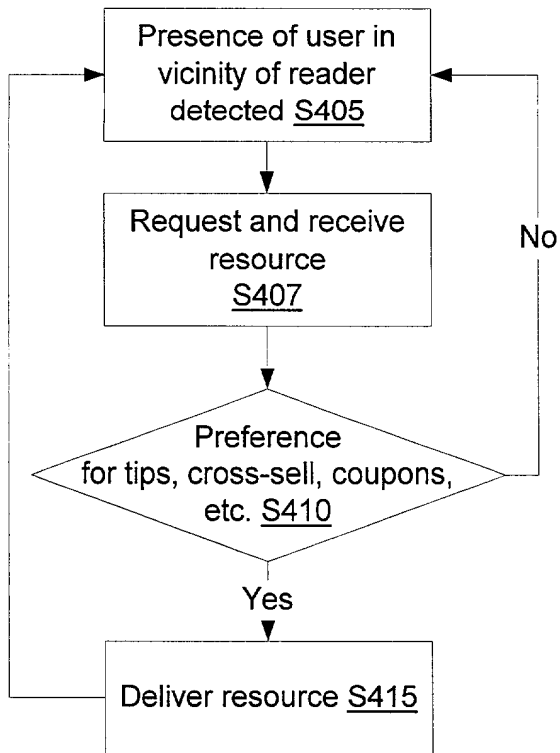 Presence of user in
vicinity of reader
detected S405
Request and receive
resource
S407
No
Preference
for tips, cross-sell, coupons,
etc. S410
Yes
Deliver resource S415